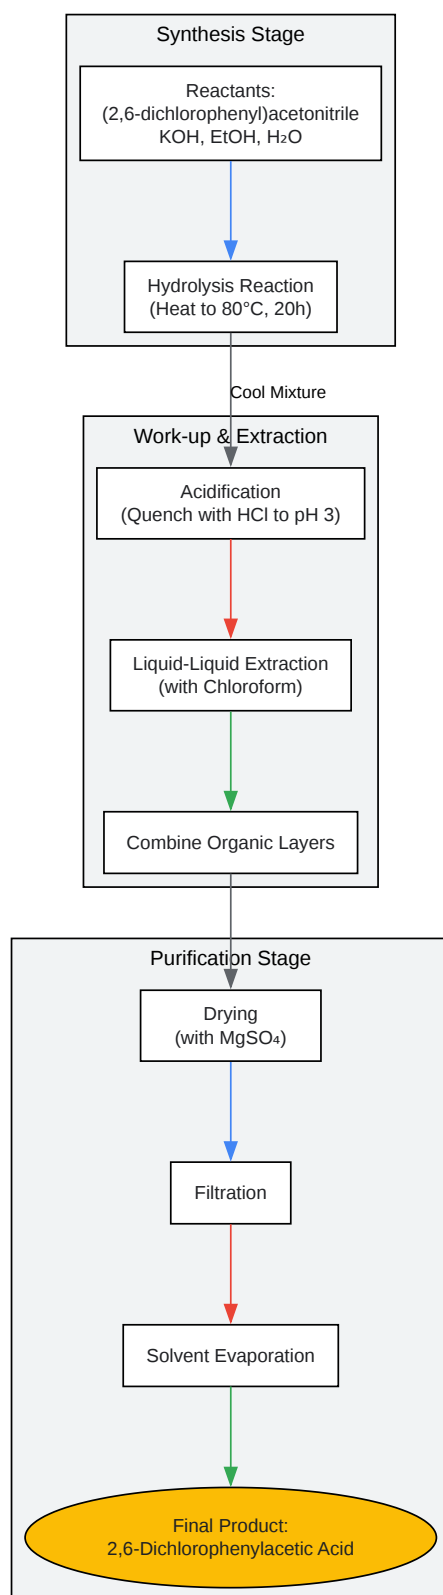 Synthesis Stage
Reactants:
(2,6-dichlorophenyl)acetonitrile
KOH, EtOH, H₂O
Hydrolysis Reaction
(Heat to 80°C, 20h)
Cool Mixture
Work-up & Extraction
Acidification
(Quench with HCl to pH 3)
Liquid-Liquid Extraction
(with Chloroform)
Combine Organic Layers
Purification Stage
Drying
(with MgSO₄)
Filtration
Solvent Evaporation
Final Product:
2,6-Dichlorophenylacetic Acid